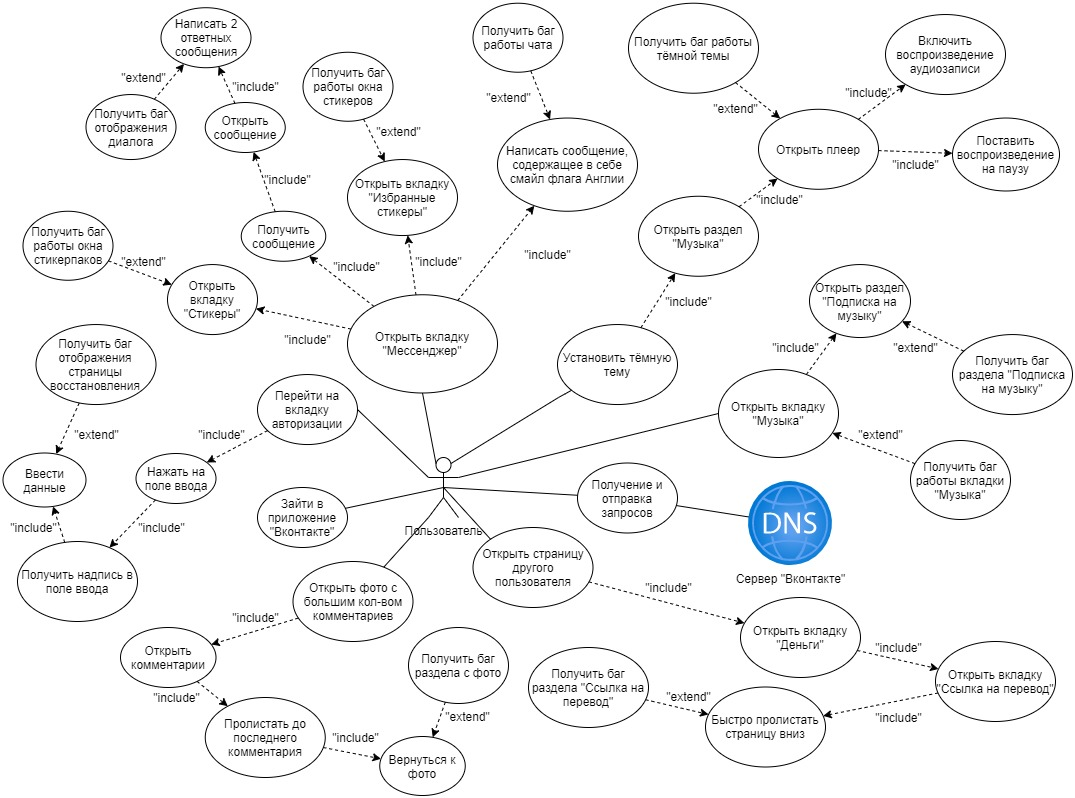 Написать 2
ответных
сообщения
"extend"
"include"
Получить баг
отображения
диалога
Открыть
сообщение
"include"
Получить
сообщение
Получить баг
работы окна
стикеров
"extend"
Открыть вкладку
"Избранные
стикеры"
Получить баг
работы чата
"extend"
Написать сообщение,
содержащее в себе
смайл флага Англии
Получить баг работы
тёмной темы
"extend"
Включить
воспроизведение
аудиозаписи
"include"
Открыть плеер
"include"
Поставить
воспроизведение
на паузу
"include"
Открыть раздел
"Музыка"
"include"
Установить тёмную
тему
Получить баг
работы окна
стикерпаков
"extend"
Открыть
вкладку
"Стикеры"
"include"
"include"
"include"
"include"
Открыть вкладку
"Мессенджер"
Открыть раздел
"Подписка на
музыку"
"include"
"extend"
Получить баг
раздела "Подписка
на музыку"
Открыть вкладку
"Музыка"
"extend"
Получить баг
работы вкладки
"Музыка"
Получить баг
отображения
страницы
восстановления
"extend"
Перейти на
вкладку
авторизации
"include"
Ввести
данные
Нажать на
поле ввода
"include"
"include"
Получить надпись в
поле ввода
Зайти в
приложение
"Вконтакте"
Пользователь
Получение и
отправка
запросов
DNS
Сервер "Вконтакте"
Открыть страницу
другого
пользователя
"include"
Открыть фото с
большим кол-вом
комментариев
"include"
Открыть
комментарии
"include"
Пролистать до
последнего
комментария
"include"
Получить баг
раздела с фото
"extend"
Вернуться к
фото
Открыть вкладку
"Деньги"
"include"
Открыть вкладку
"Ссылка на перевод"
"include"
Получить баг
раздела "Ссылка на
перевод"
"extend"
Быстро пролистать
страницу вниз